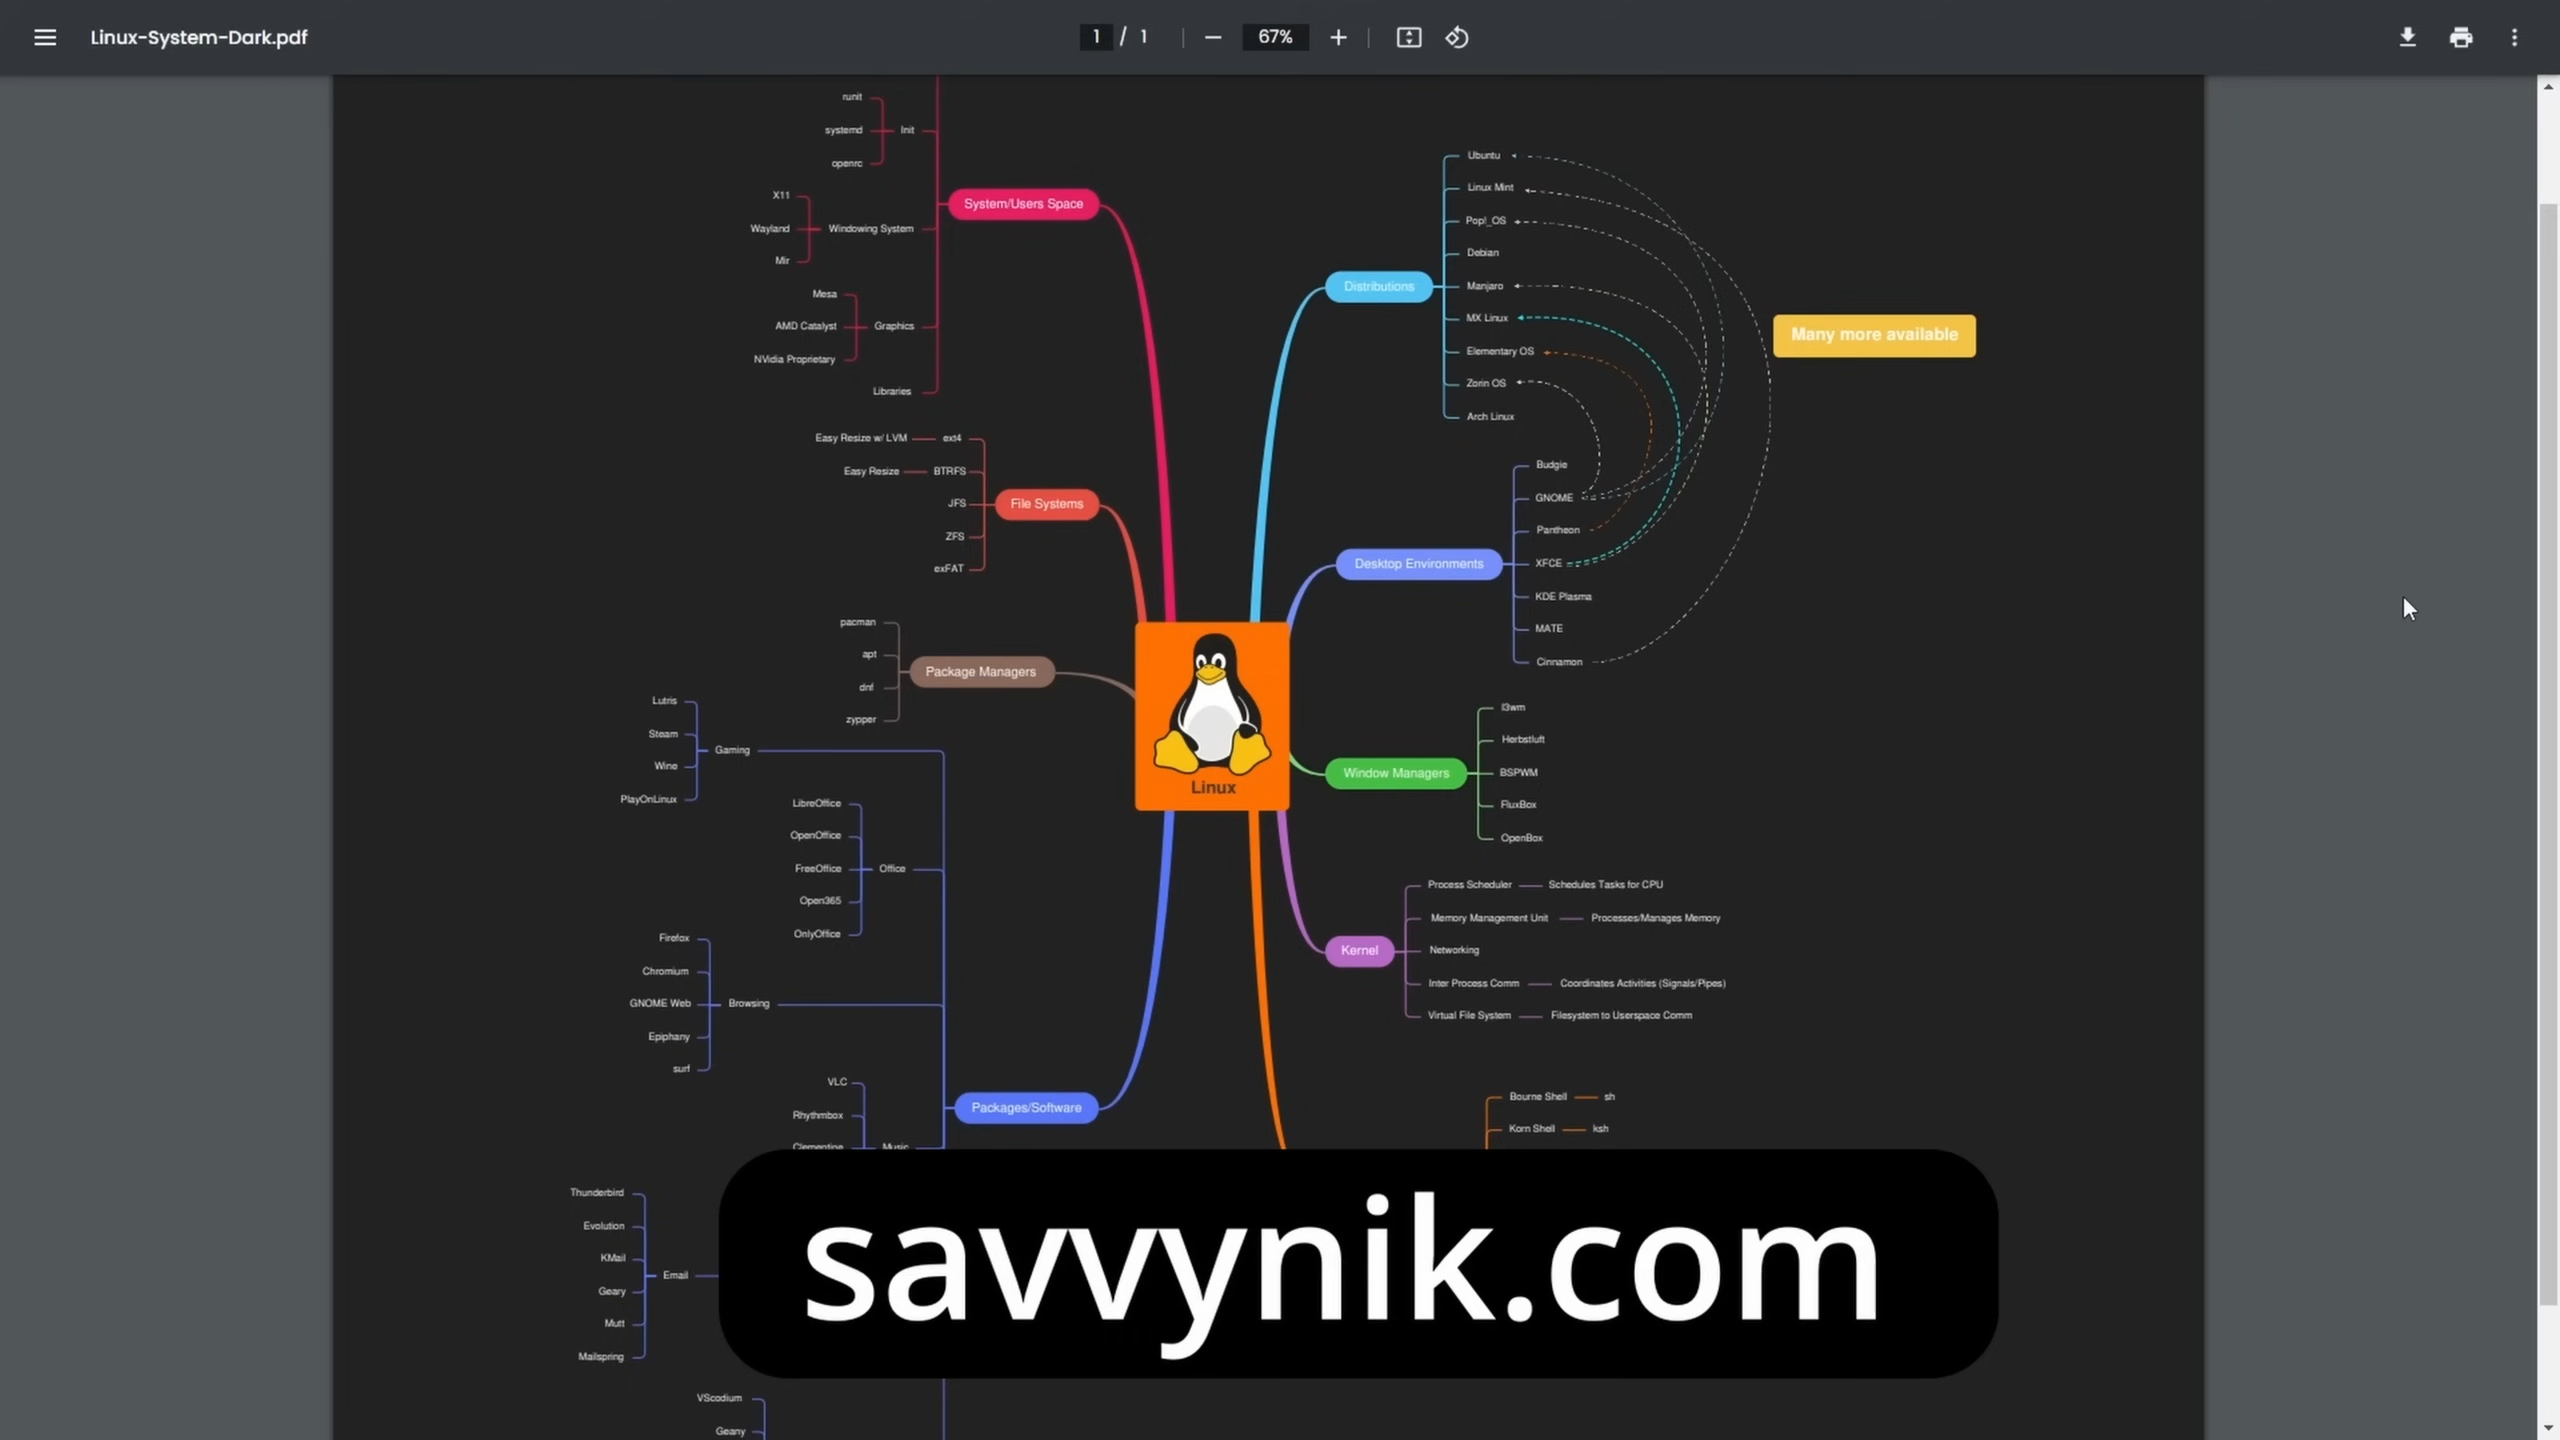 Linux-System-Dark.pdf
1 / 1
67%
runit
systemd
openrc
Init
X11
Wayland
Mir
Windowing System
Mesa
AMD Catalyst
NVidia Proprietary
Graphics
Libraries
System/Users Space
Easy Resize w/ LVM
ext4
Easy Resize
BTRFS
JFS
ZFS
exFAT
File Systems
pacman
apt
dnf
zypper
Package Managers
Lutris
Steam
Wine
PlayOnLinux
Gaming
LibreOffice
OpenOffice
FreeOffice
Open365
OnlyOffice
Office
Firefox
Chromium
GNOME Web
Epiphany
surf
Browsing
VLC
Rhythmbox
Clementine
Music
Packages/Software
Thunderbird
Evolution
KMail
Geary
Mutt
Mailspring
Email
VScodium
Geany
Linux
Distributions
Ubuntu
Linux Mint
Pop!_OS
Debian
Manjaro
MX Linux
Elementary OS
Zorin OS
Arch Linux
Many more available
Desktop Environments
Budgie
GNOME
Pantheon
XFCE
KDE Plasma
MATE
Cinnamon
Window Managers
I3wm
Herbstluft
BSPWM
FluxBox
OpenBox
Kernel
Process Scheduler
Schedules Tasks for CPU
Memory Management Unit
Processes/Manages Memory
Networking
Inter Process Comm
Coordinates Activities (Signals/Pipes)
Virtual File System
Filesystem to Userspace Comm
Bourne Shell
sh
Korn Shell
ksh
savvynik.com